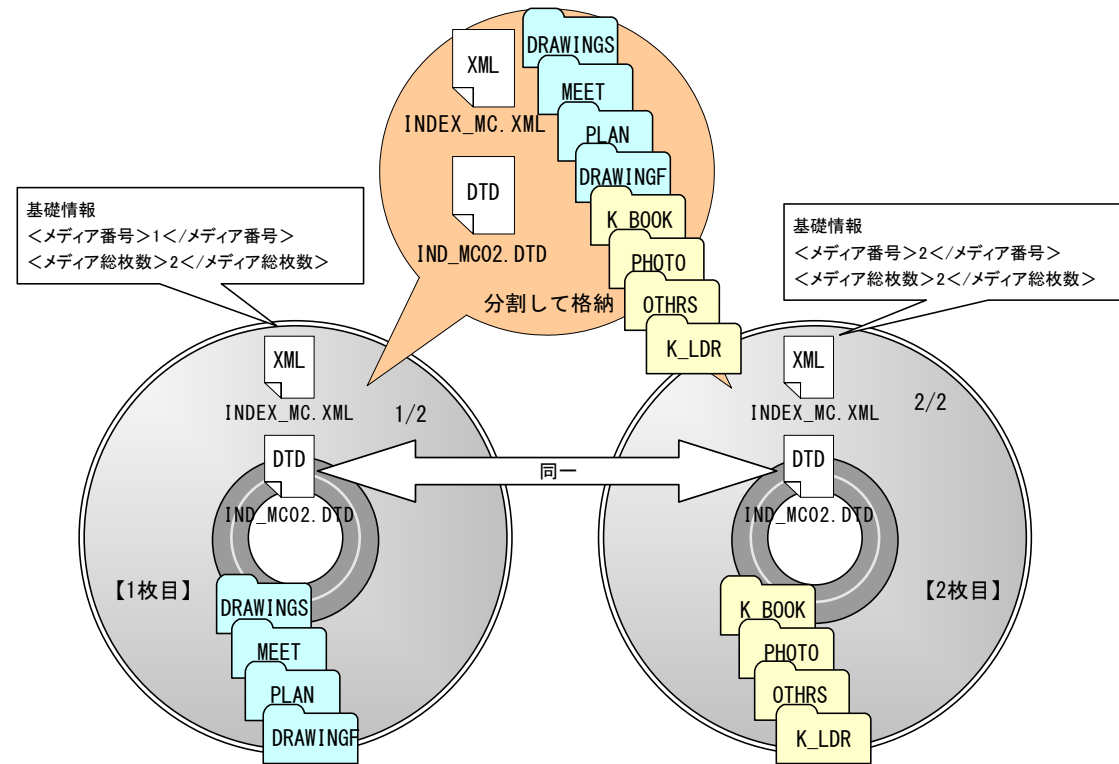 XML
INDEX_MC.XML
DTD
IND_MC02.DTD
分割して格納
DRAWINGS
MEET
PLAN
DRAWINGF
K_BOOK
PHOTO
OTHRS
K_LDR
基礎情報
<メディア番号>1</メディア番号>
<メディア総枚数>2</メディア総枚数>
基礎情報
<メディア番号>2</メディア番号>
<メディア総枚数>2</メディア総枚数>
XML
INDEX_MC.XML
1/2
DTD
IND_MC02.DTD
【1枚目】
DRAWINGS
MEET
PLAN
DRAWINGF
同一
XML
INDEX_MC.XML
2/2
DTD
IND_MC02.DTD
【2枚目】
K_BOOK
PHOTO
OTHRS
K_LDR